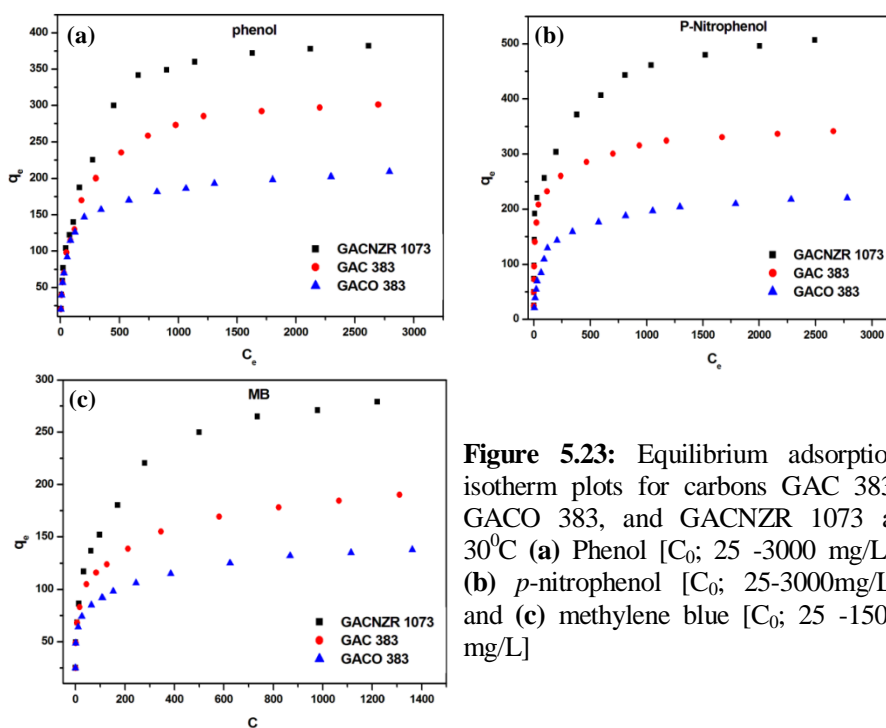 (a)
phenol
400
350
300
250
200
150
100
50
q_e
GACNZR 1073
GAC 383
GACO 383
0 500 1000 1500 2000 2500 3000
C_e
(b)
P-Nitrophenol
500
400
300
200
100
0
q_e
GACNZR 1073
GAC 383
GACO 383
0 500 1000 1500 2000 2500 3000
C_e
(c)
MB
300
250
200
150
100
50
q_e
GACNZR 1073
GAC 383
GACO 383
0 200 400 600 800 1000 1200 1400
C
Figure 5.23: Equilibrium adsorptio
isotherm plots for carbons GAC 383
GACO 383, and GACNZR 1073 a
30⁰C (a) Phenol [C₀; 25 -3000 mg/L
(b) p-nitrophenol [C₀; 25-3000mg/L
and (c) methylene blue [C₀; 25 -150
mg/L]